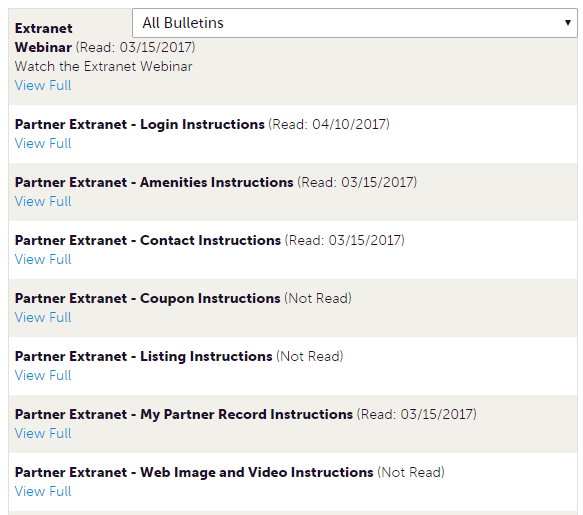 All Bulletins
Extranet
Webinar (Read: 03/15/2017)
Watch the Extranet Webinar
View Full
Partner Extranet - Login Instructions (Read: 04/10/2017)
View Full
Partner Extranet - Amenities Instructions (Read: 03/15/2017)
View Full
Partner Extranet - Contact Instructions (Read: 03/15/2017)
View Full
Partner Extranet - Coupon Instructions (Not Read)
View Full
Partner Extranet - Listing Instructions (Not Read)
View Full
Partner Extranet - My Partner Record Instructions (Read: 03/15/2017)
View Full
Partner Extranet - Web Image and Video Instructions (Not Read)
View Full